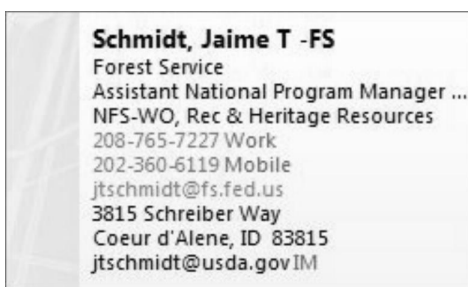 Schmidt, Jaime T -FS
Forest Service
Assistant National Program Manager ...
NFS-WO, Rec & Heritage Resources
208-765-7227 Work
202-360-6119 Mobile
jtschmidt@fs.fed.us
3815 Schreiber Way
Coeur d'Alene, ID  83815
jtschmidt@usda.gov IM